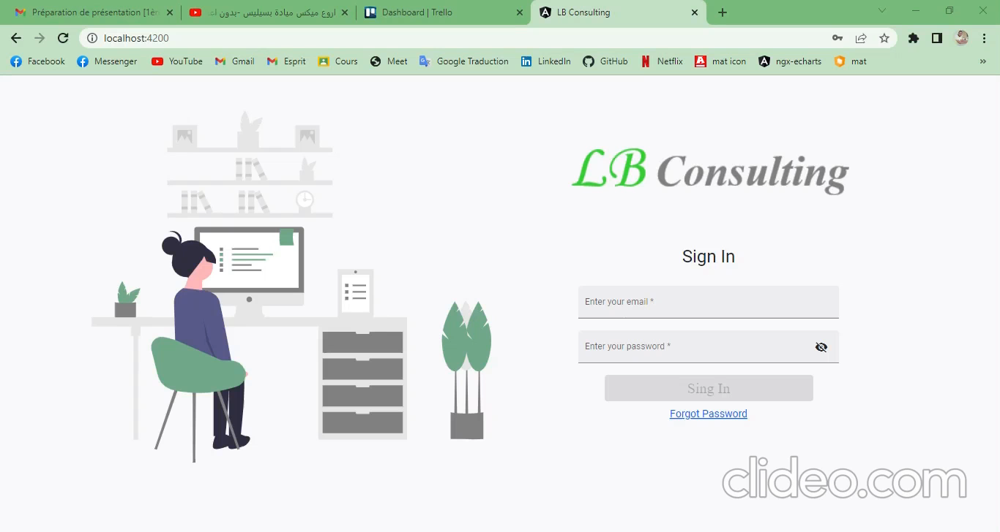 Préparation de présentation [1èr
اروع ميكس ميادة بسيليس -بدون اعد
Dashboard | Trello
LB Consulting
localhost:4200
Facebook
Messenger
YouTube
Gmail
Esprit
Cours
Meet
Google Traduction
LinkedIn
GitHub
Netflix
mat icon
ngx-echarts
mat
LB Consulting
Sign In
Enter your email *
Enter your password *
Sing In
Forgot Password
clideo.com